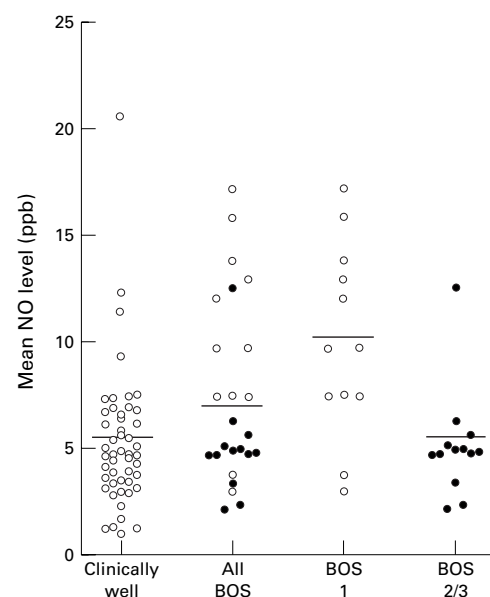 25
20
15
10
5
0
Mean NO level (ppb)
Clinically
well
All
BOS
BOS
1
BOS
2/3